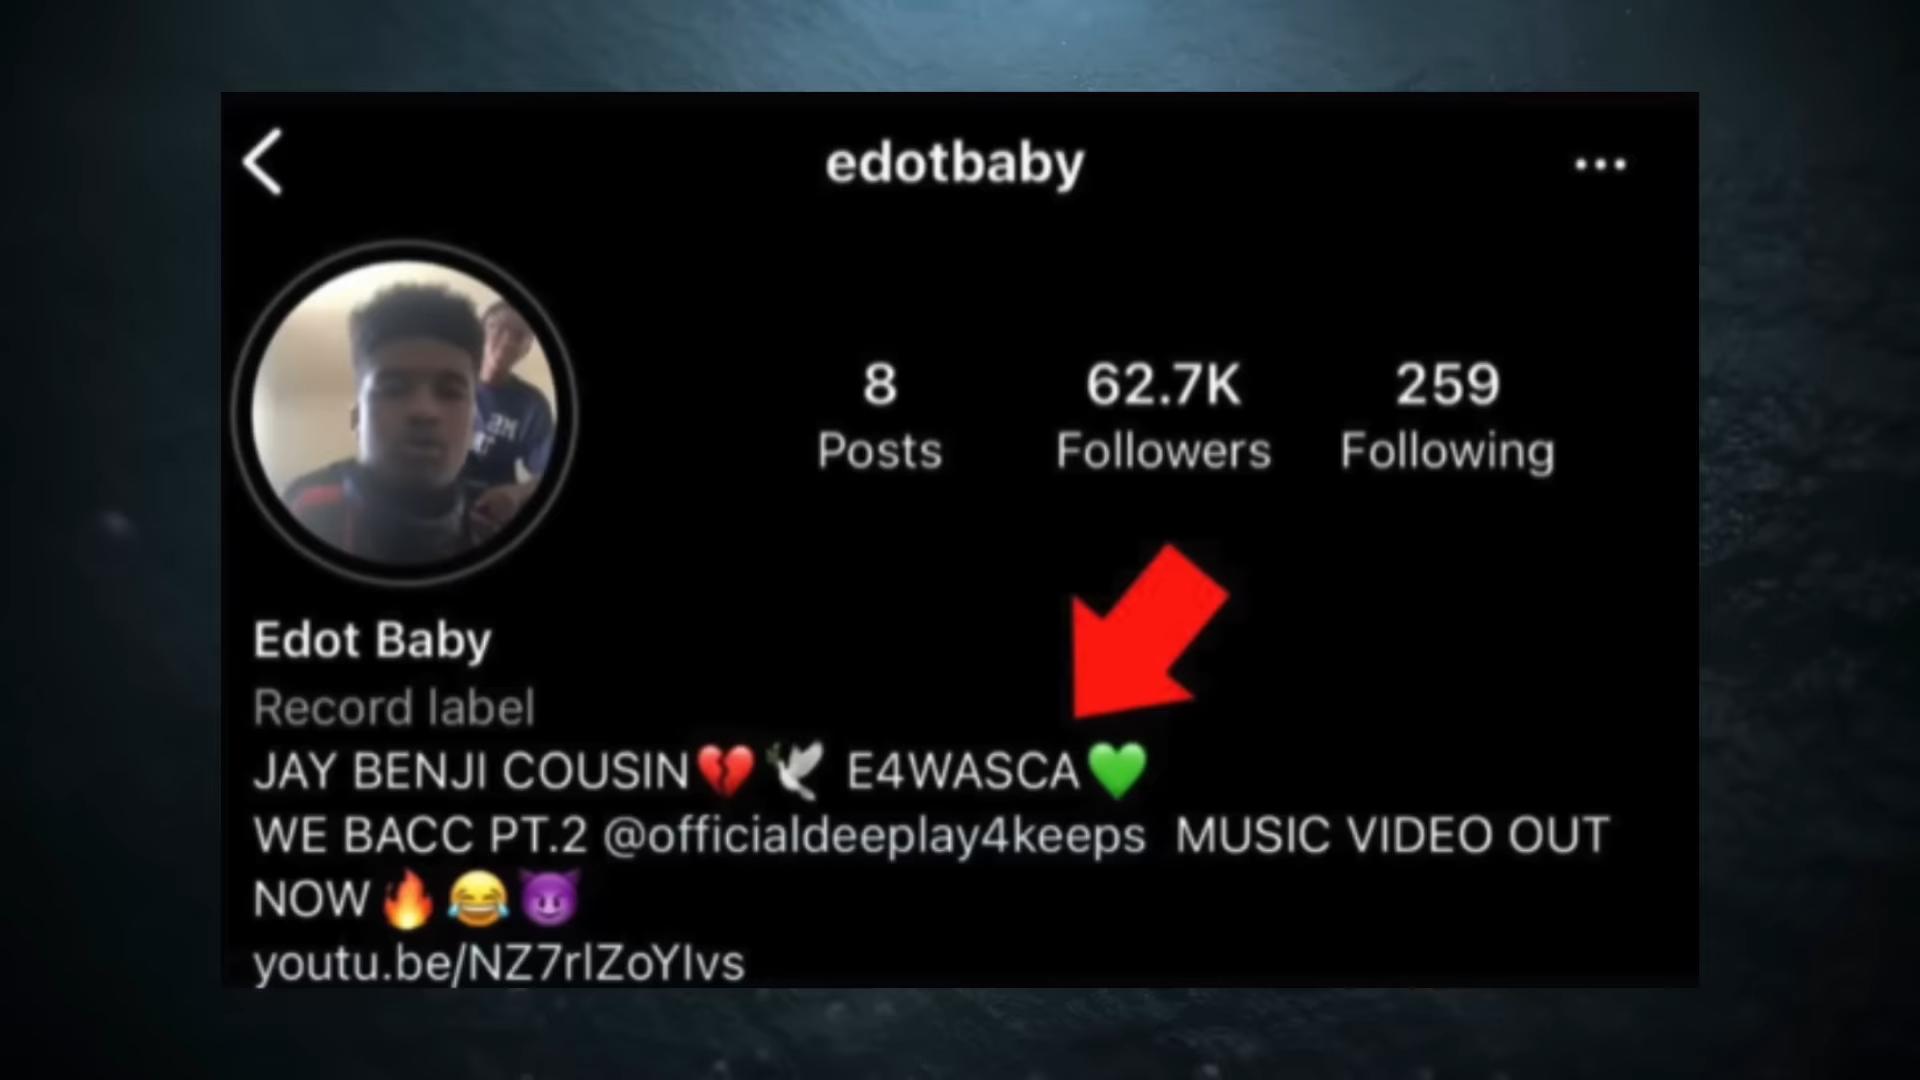 edotbaby
8 62.7K 259
Posts Followers Following
Edot Baby
Record label
JAY BENJI COUSIN💔🕊️ E4WASCA💚
WE BACC PT.2 @officialdeeplay4keeps MUSIC VIDEO OUT
NOW🔥😂😈
youtu.be/NZ7rlZoYlvs